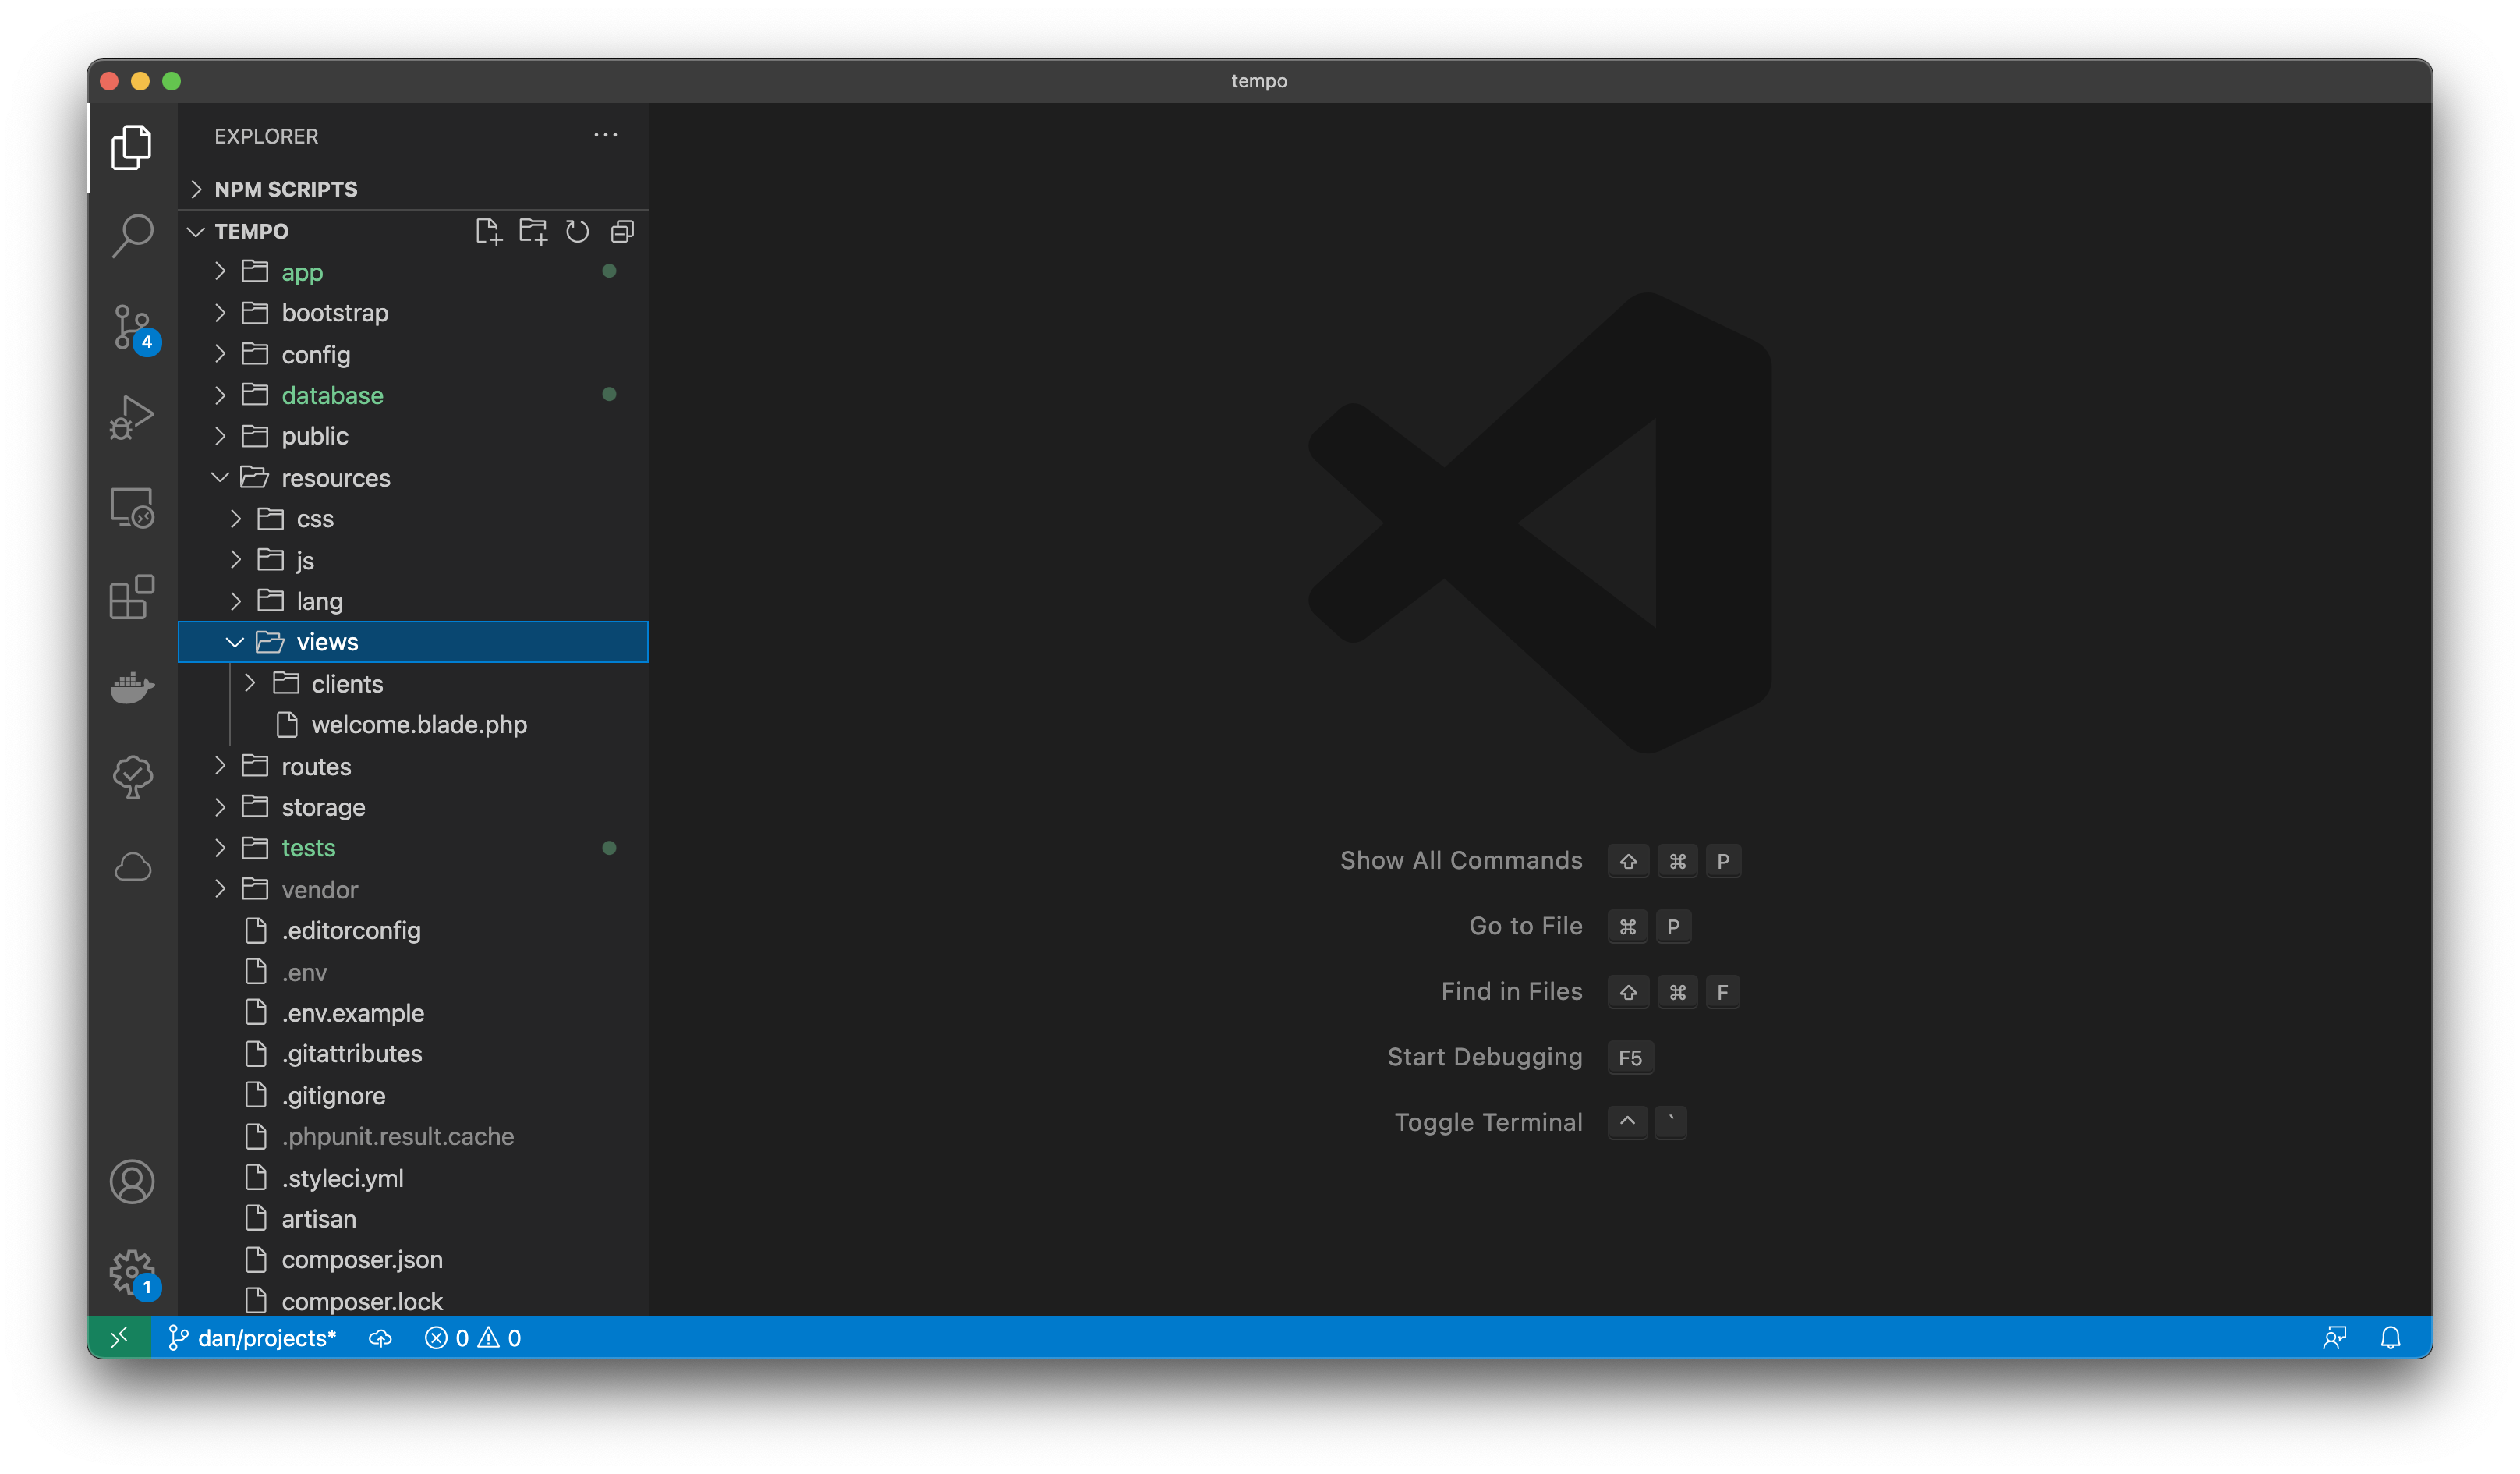 tempo
EXPLORER
NPM SCRIPTS
TEMPO
app
bootstrap
config
database
public
resources
css
js
lang
views
clients
welcome.blade.php
routes
storage
tests
vendor
.editorconfig
.env
.env.example
.gitattributes
.gitignore
.phpunit.result.cache
.styleci.yml
artisan
composer.json
composer.lock
4
1
Show All Commands ⇧ ⌘ P
Go to File ⌘ P
Find in Files ⇧ ⌘ F
Start Debugging F5
Toggle Terminal ^ `
dan/projects* 0 0